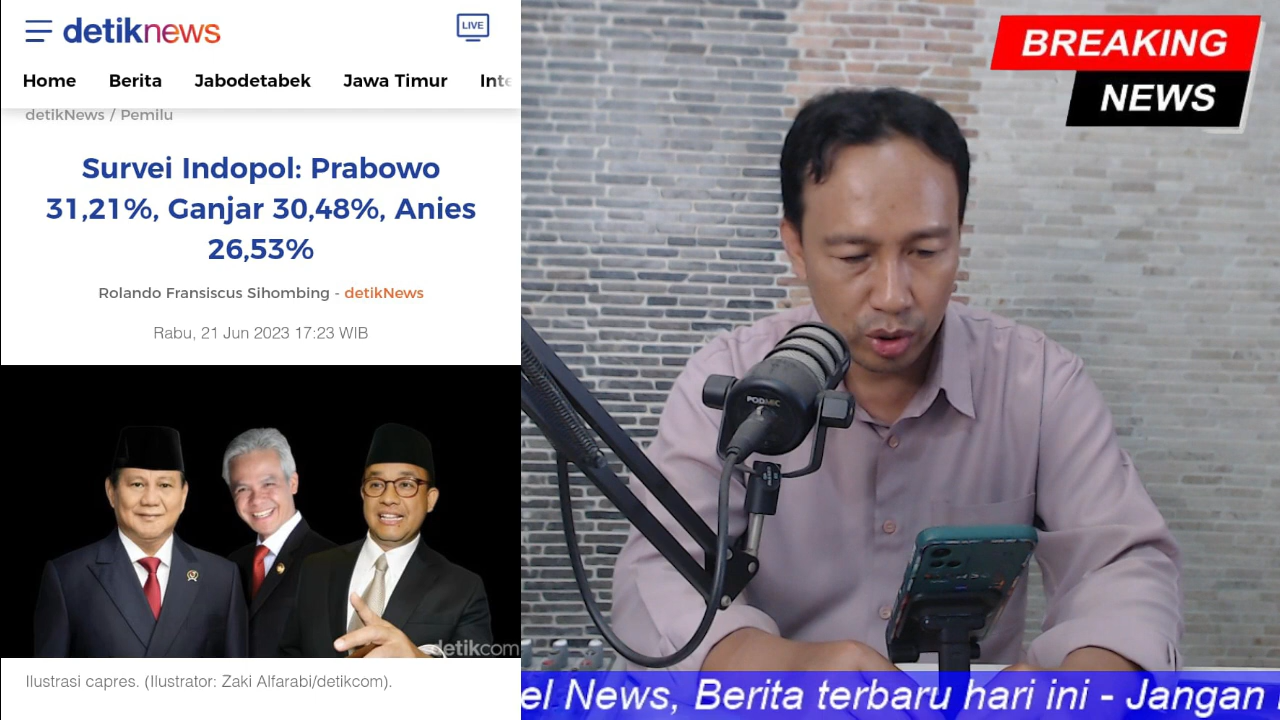 detiknews
LIVE
Home Berita Jabodetabek Jawa Timur Inte
detikNews / Pemilu
Survei Indopol: Prabowo
31,21%, Ganjar 30,48%, Anies
26,53%
Rolando Fransiscus Sihombing - detikNews
Rabu, 21 Jun 2023 17:23 WIB
detikcom
Ilustrasi capres. (Ilustrator: Zaki Alfarabi/detikcom).
BREAKING
NEWS
PODMIC
el News, Berita terbaru hari ini - Jangan